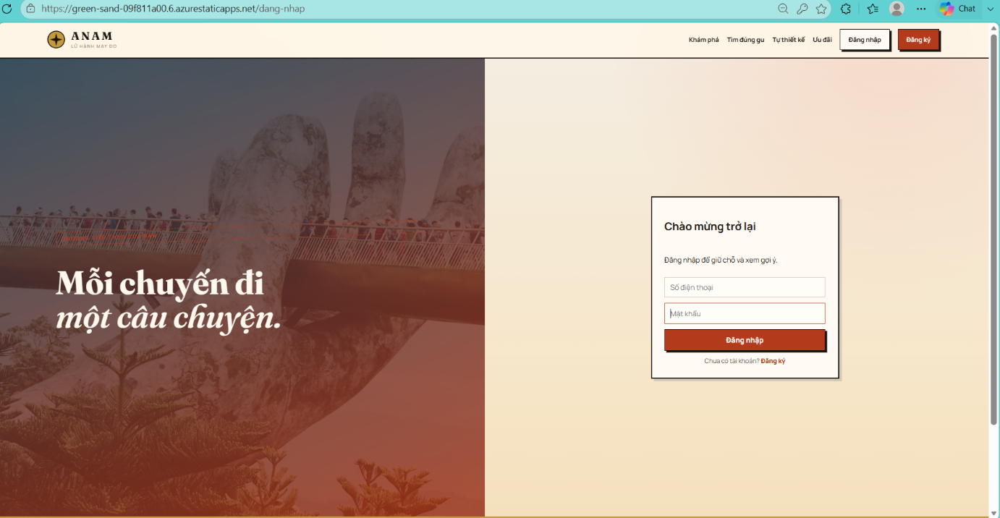 https://green-sand-09f811a00.6.azurestaticapps.net/dang-nhap
Chat
ANAM
LỮ HÀNH MAY ĐO
Khám phá
Tìm đúng gu
Tự thiết kế
Ưu đãi
Đăng nhập
Đăng ký
Mỗi chuyến đi
một câu chuyện.
Chào mừng trở lại
Đăng nhập để giữ chỗ và xem gợi ý.
Số điện thoại
Mật khẩu
Đăng nhập
Chưa có tài khoản? Đăng ký